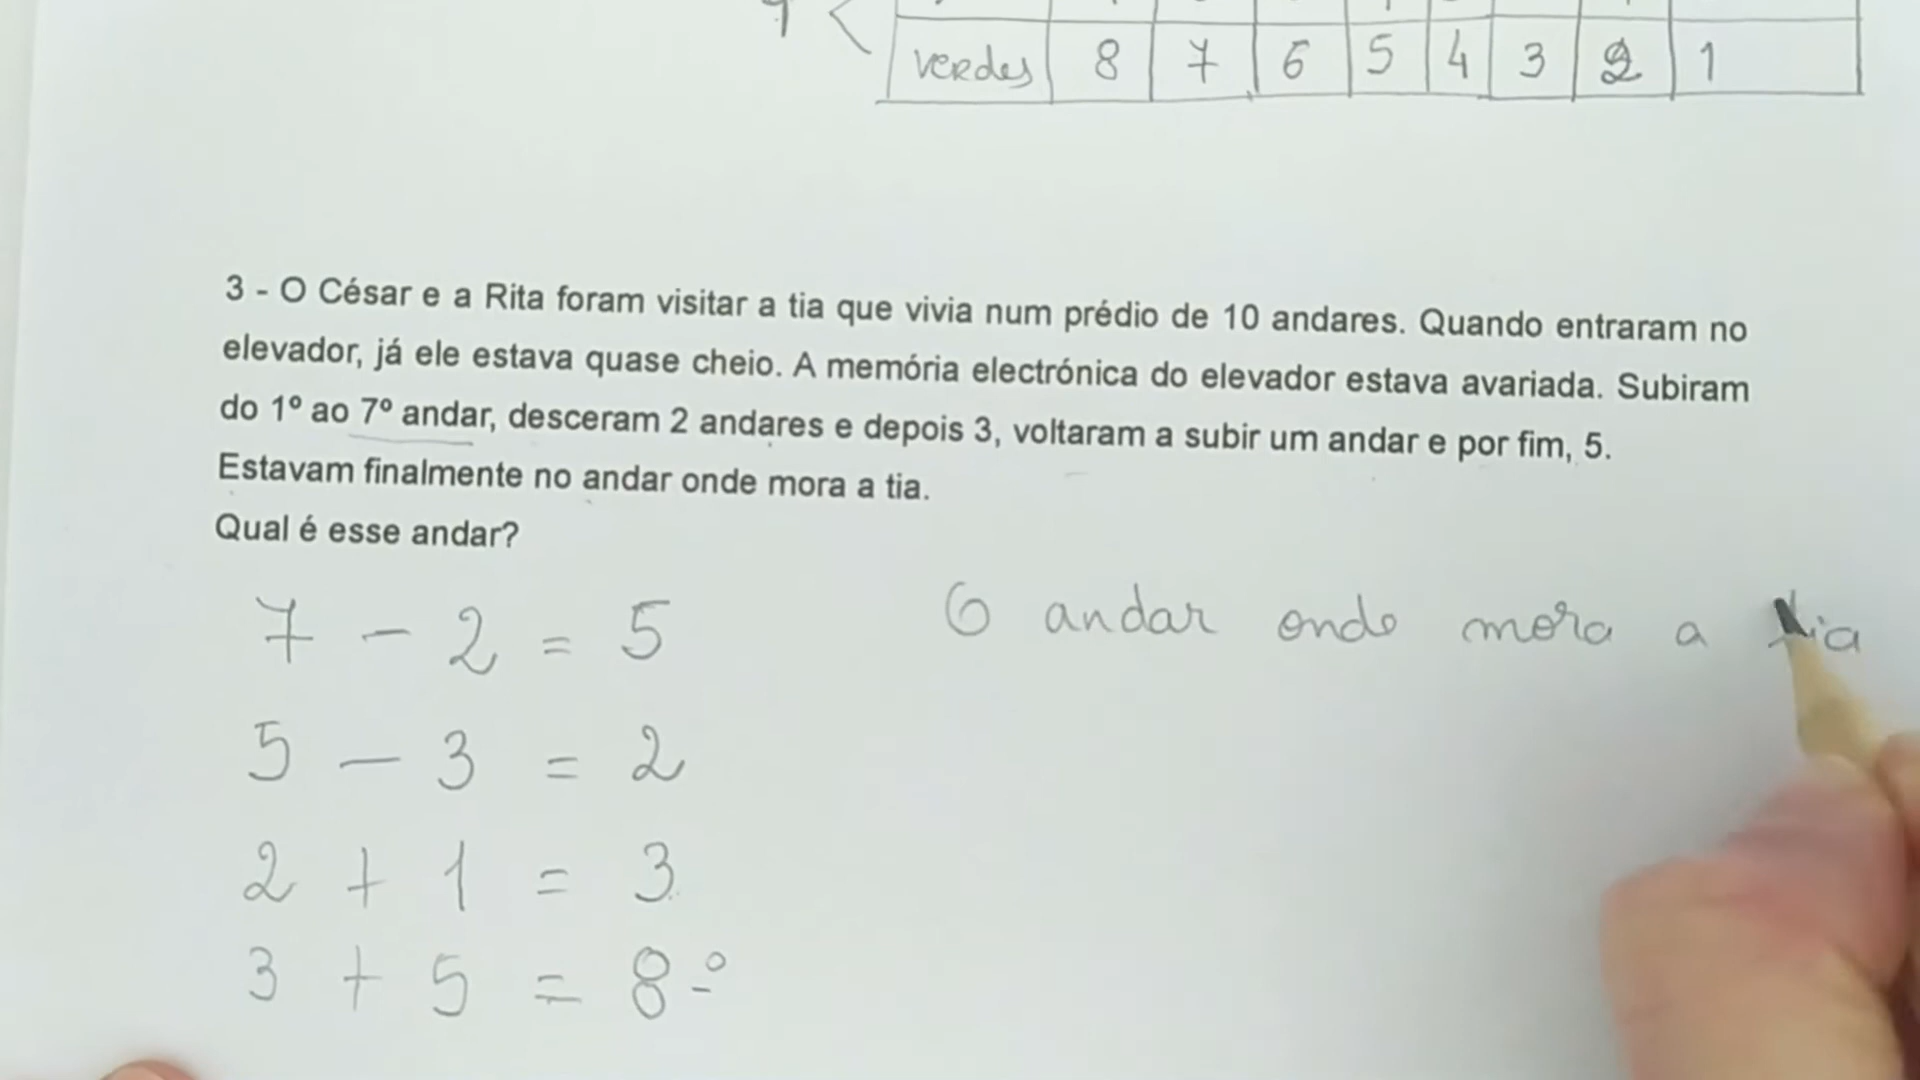 verdes 8 7 6 5 4 3 2 1
3 - O César e a Rita foram visitar a tia que vivia num prédio de 10 andares. Quando entraram no
elevador, já ele estava quase cheio. A memória electrónica do elevador estava avariada. Subiram
do 1º ao 7º andar, desceram 2 andares e depois 3, voltaram a subir um andar e por fim, 5.
Estavam finalmente no andar onde mora a tia.
Qual é esse andar?
7 - 2 = 5
5 - 3 = 2
2 + 1 = 3
3 + 5 = 8º
O andar onde mora a tia